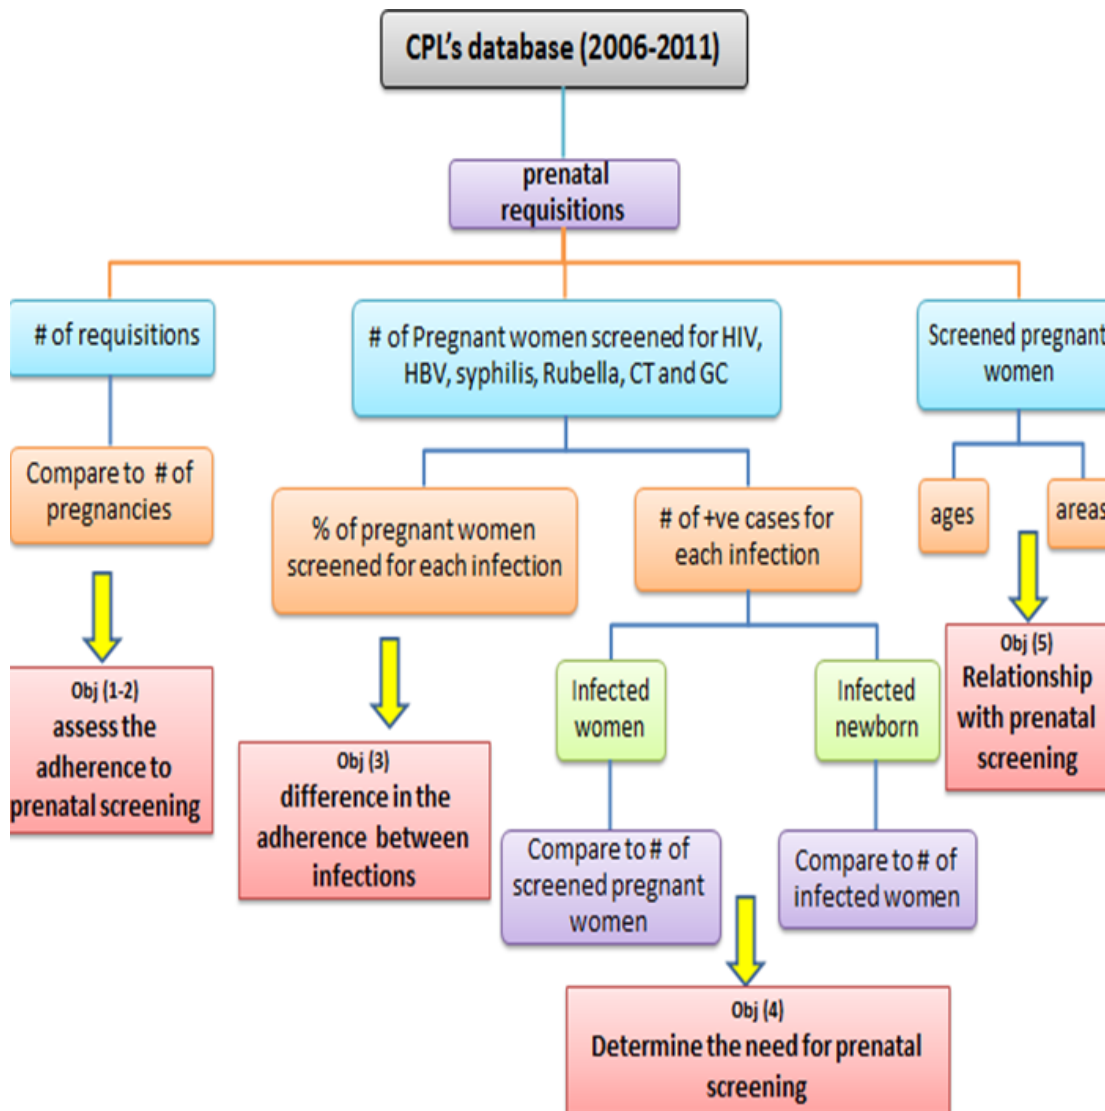 CPL's database (2006-2011)
prenatal
requisitions
# of requisitions
# of Pregnant women screened for HIV,
HBV, syphilis, Rubella, CT and GC
Screened pregnant
women
Compare to # of
pregnancies
% of pregnant women
screened for each infection
# of +ve cases for
each infection
ages
areas
Obj (1-2)
assess the
adherence to
prenatal screening
Obj (3)
difference in the
adherence between
infections
Infected
women
Infected
newborn
Obj (5)
Relationship
with prenatal
screening
Compare to # of
screened pregnant
women
Compare to # of
infected women
Obj (4)
Determine the need for prenatal
screening